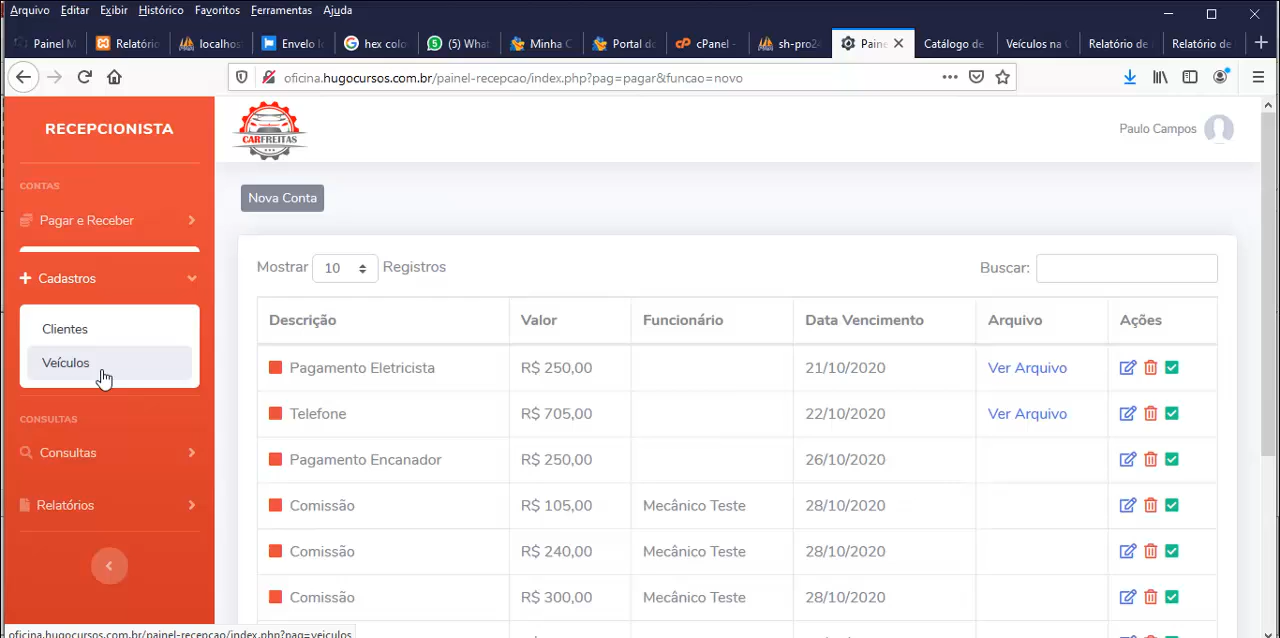 Arquivo Editar Exibir Histórico Favoritos Ferramentas Ajuda
Painel M Relatório localhos Envelo hex colo (5) Wha Minha C Portal d cPanel - sh-pro24 Paine Catálogo de Veículos na Relatório de Relatório de
oficina.hugocursos.com.br/painel-recepcao/index.php?pag=pagar&funcao=novo
RECEPCIONISTA
CARFREITAS
Paulo Campos
CONTAS
Pagar e Receber
Cadastros
Clientes
Veículos
CONSULTAS
Consultas
Relatórios
Nova Conta
Mostrar 10 Registros
Buscar:
Descrição Valor Funcionário Data Vencimento Arquivo Ações
Pagamento Eletricista R$ 250,00 21/10/2020 Ver Arquivo
Telefone R$ 705,00 22/10/2020 Ver Arquivo
Pagamento Encanador R$ 250,00 26/10/2020
Comissão R$ 105,00 Mecânico Teste 28/10/2020
Comissão R$ 240,00 Mecânico Teste 28/10/2020
Comissão R$ 300,00 Mecânico Teste 28/10/2020
oficina.hugocursos.com.br/painel-recepcao/index.php?pag=veiculos